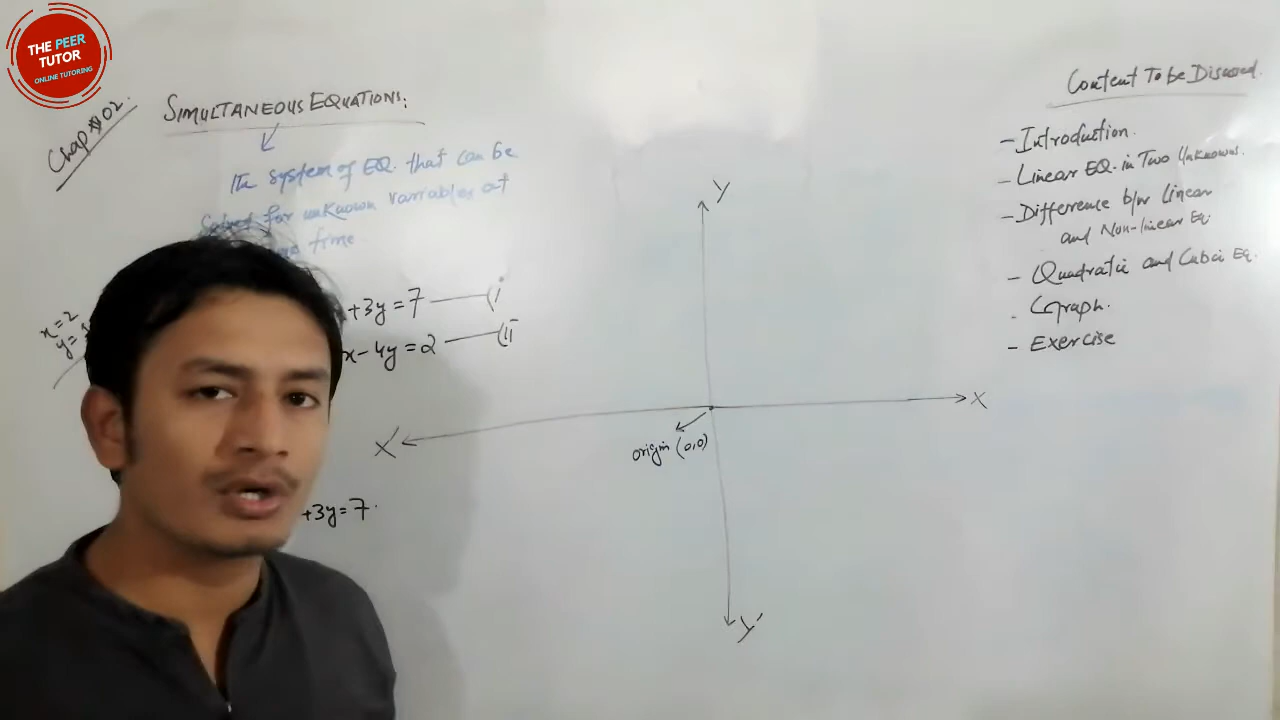 THE PEER
TUTOR
ONLINE TUTORING
Chap # 02.
SIMULTANEOUS EQUATIONS:
The system of EQ. that can be
Solved for unknown variables at
time
x=2
y=
+3y=7 (i
x-4y=2 (ii
+3y=7.
Y
X
X'
Y'
origin (0,0)
Content To be Discussed.
- Introduction.
- Linear EQ. in Two Unknowns.
- Difference b/w Linear
and Non-linear Eq.
- Quadratic and Cubic Eq.
. Graph.
- Exercise